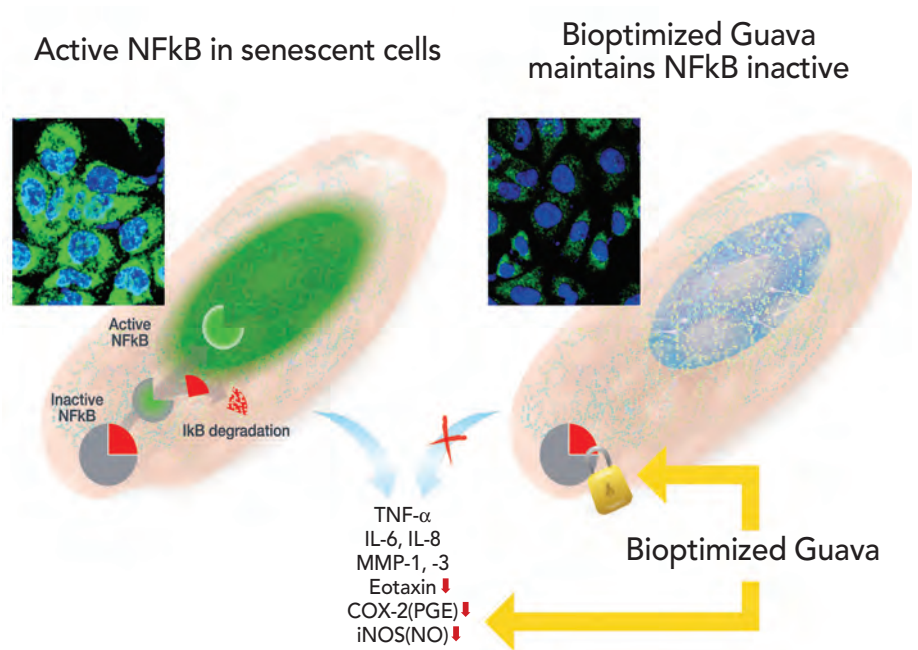 Active NFkB in senescent cells
Bioptimized Guava
maintains NFkB inactive
Active
NFkB
Inactive
NFkB
IkB degradation
TNF-α
IL-6, IL-8
MMP-1, -3
Eotaxin
COX-2(PGE)
iNOS(NO)
Bioptimized Guava